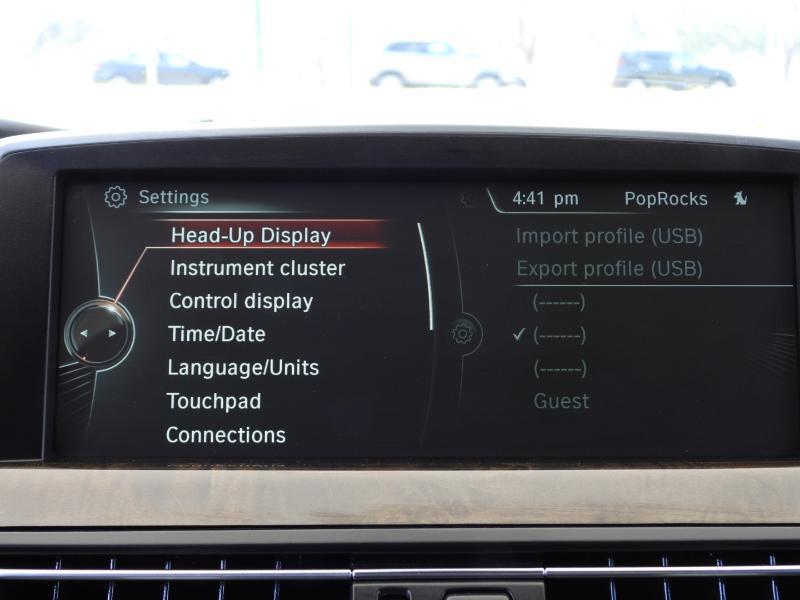 Settings
4:41 pm PopRocks
Head-Up Display
Instrument cluster
Control display
Time/Date
Language/Units
Touchpad
Connections
Import profile (USB)
Export profile (USB)
(------)
✓ (------)
(------)
Guest